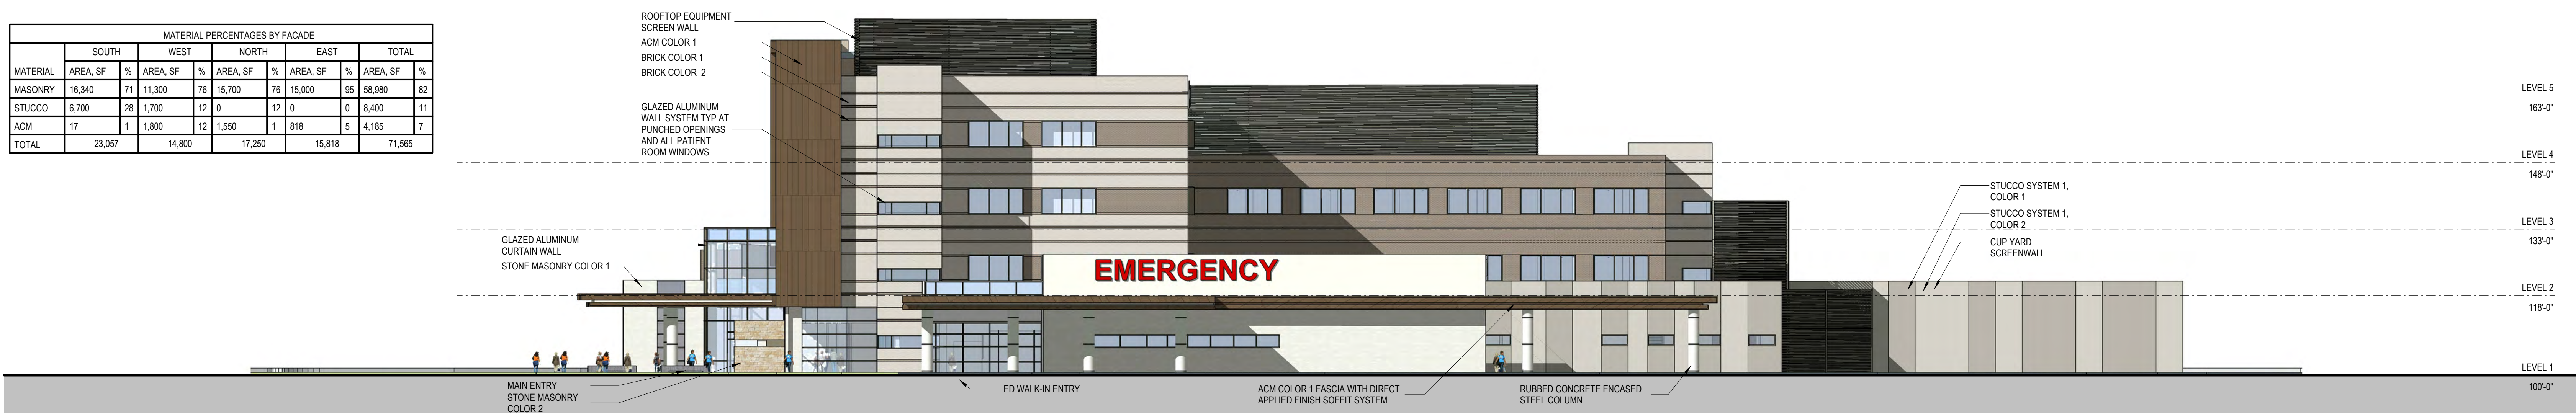 MATERIAL PERCENTAGES BY FACADE
SOUTH WEST NORTH EAST TOTAL
MATERIAL AREA, SF % AREA, SF % AREA, SF % AREA, SF % AREA, SF %
MASONRY 16,340 71 11,300 76 15,700 76 15,000 95 58,980 82
STUCCO 6,700 28 1,700 12 0 12 0 0 8,400 11
ACM 17 1 1,800 12 1,550 1 818 5 4,185 7
TOTAL 23,057 14,800 17,250 15,818 71,565
ROOFTOP EQUIPMENT
SCREEN WALL
ACM COLOR 1
BRICK COLOR 1
BRICK COLOR 2
GLAZED ALUMINUM
WALL SYSTEM TYP AT
PUNCHED OPENINGS
AND ALL PATIENT
ROOM WINDOWS
GLAZED ALUMINUM
CURTAIN WALL
STONE MASONRY COLOR 1
EMERGENCY
STUCCO SYSTEM 1,
COLOR 1
STUCCO SYSTEM 1,
COLOR 2
CUP YARD
SCREENWALL
LEVEL 5
163'-0"
LEVEL 4
148'-0"
LEVEL 3
133'-0"
LEVEL 2
118'-0"
LEVEL 1
100'-0"
MAIN ENTRY
STONE MASONRY
COLOR 2
ED WALK-IN ENTRY
ACM COLOR 1 FASCIA WITH DIRECT
APPLIED FINISH SOFFIT SYSTEM
RUBBED CONCRETE ENCASED
STEEL COLUMN